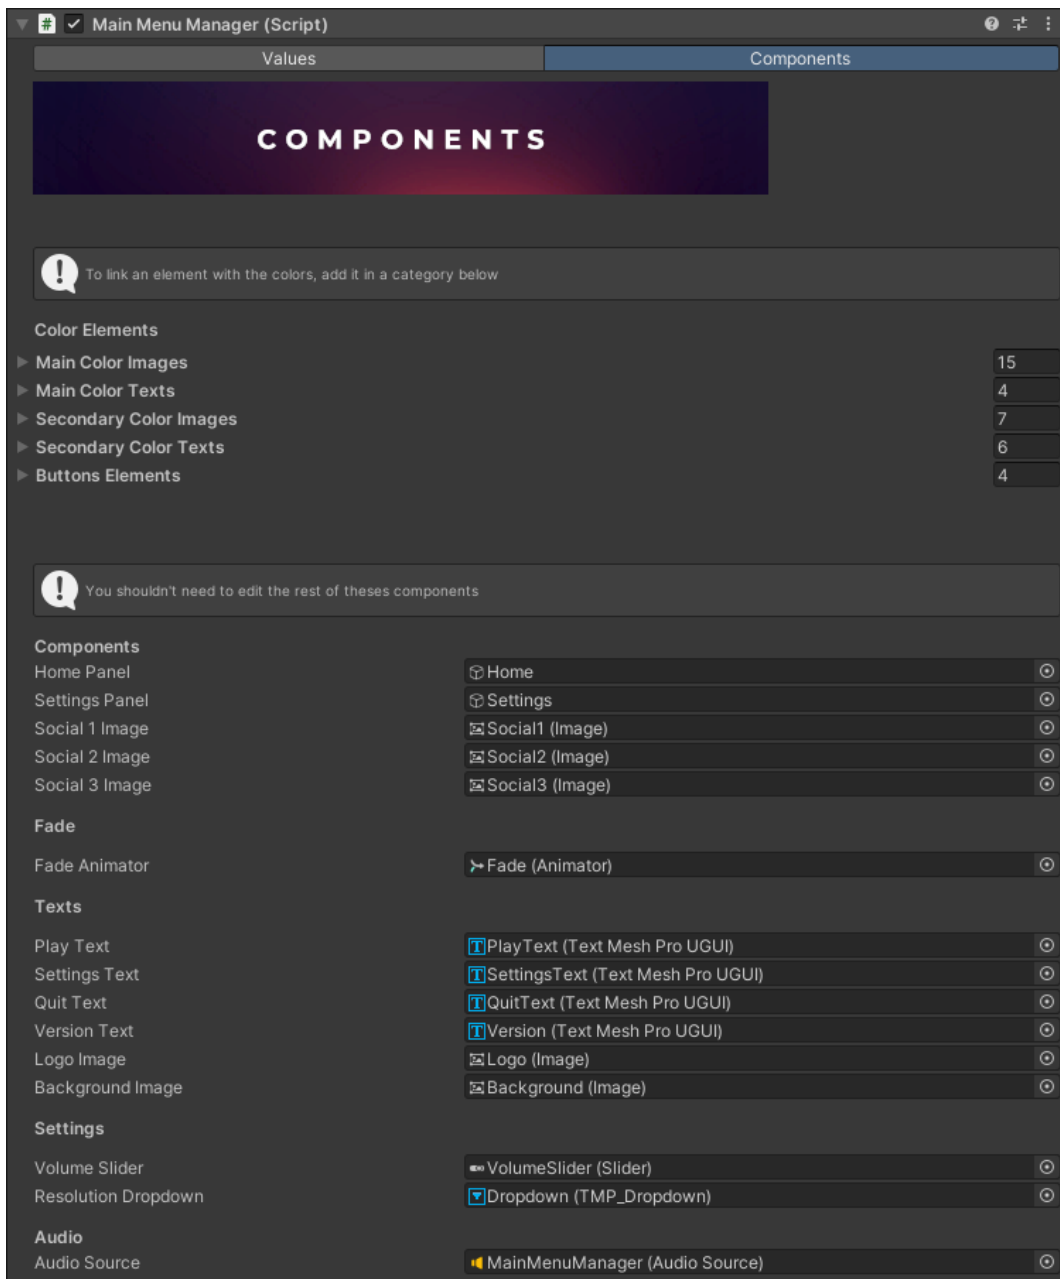 Main Menu Manager (Script)
Values Components
COMPONENTS
To link an element with the colors, add it in a category below
Color Elements
Main Color Images 15
Main Color Texts 4
Secondary Color Images 7
Secondary Color Texts 6
Buttons Elements 4
You shouldn't need to edit the rest of theses components
Components
Home Panel Home
Settings Panel Settings
Social 1 Image Social1 (Image)
Social 2 Image Social2 (Image)
Social 3 Image Social3 (Image)
Fade
Fade Animator Fade (Animator)
Texts
Play Text PlayText (Text Mesh Pro UGUI)
Settings Text SettingsText (Text Mesh Pro UGUI)
Quit Text QuitText (Text Mesh Pro UGUI)
Version Text Version (Text Mesh Pro UGUI)
Logo Image Logo (Image)
Background Image Background (Image)
Settings
Volume Slider VolumeSlider (Slider)
Resolution Dropdown Dropdown (TMP_Dropdown)
Audio
Audio Source MainMenuManager (Audio Source)